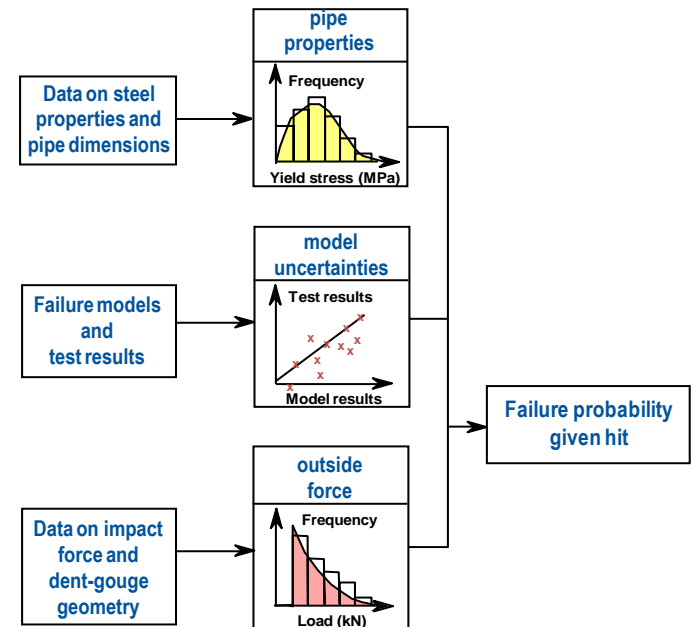 pipe
properties
Frequency
Yield stress (MPa)
Data on steel
properties and
pipe dimensions
model
uncertainties
Test results
Model results
Failure models
and
test results
Failure probability
given hit
outside
force
Frequency
Load (kN)
Data on impact
force and
dent-gouge
geometry